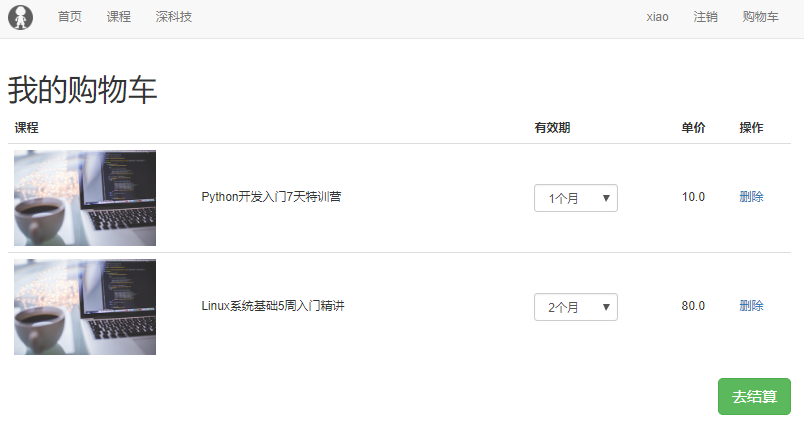 首页 课程 深科技 xiao 注销 购物车
我的购物车
课程 有效期 单价 操作
Python开发入门7天特训营 1个月 10.0 删除
Linux系统基础5周入门精讲 2个月 80.0 删除
去结算